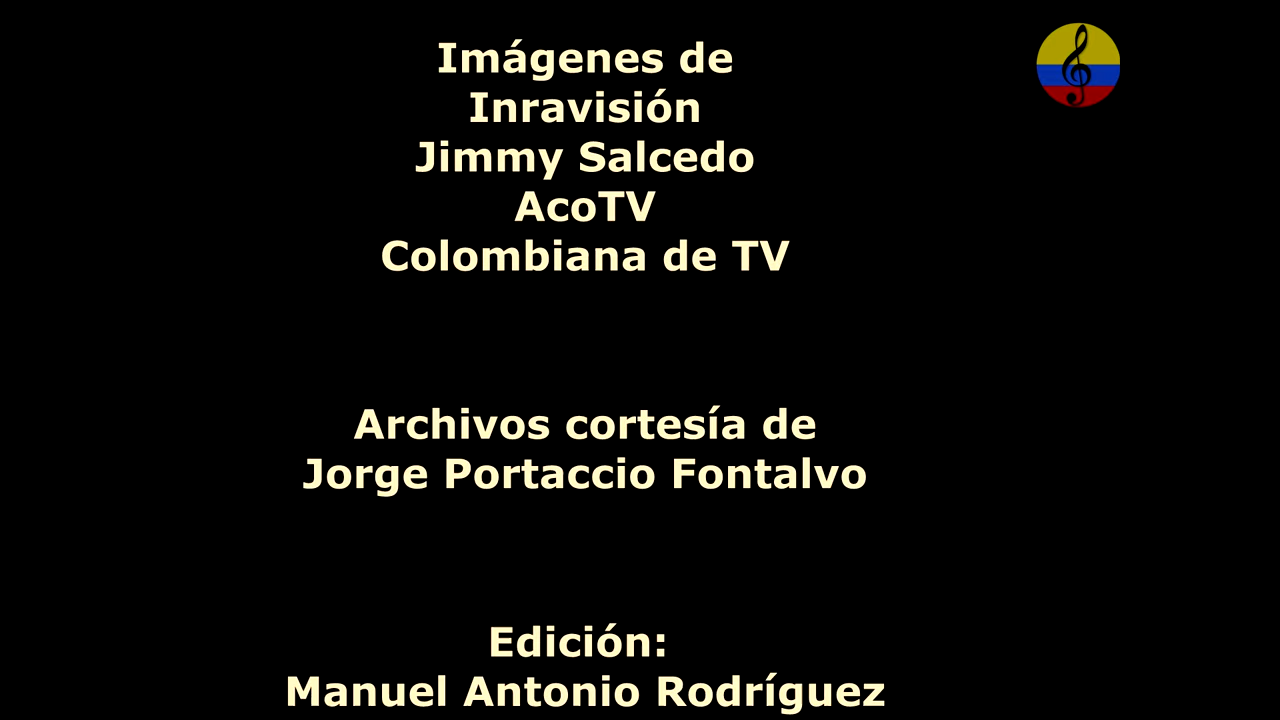 Imágenes de
Inravisión
Jimmy Salcedo
AcoTV
Colombiana de TV
Archivos cortesía de
Jorge Portaccio Fontalvo
Edición:
Manuel Antonio Rodríguez